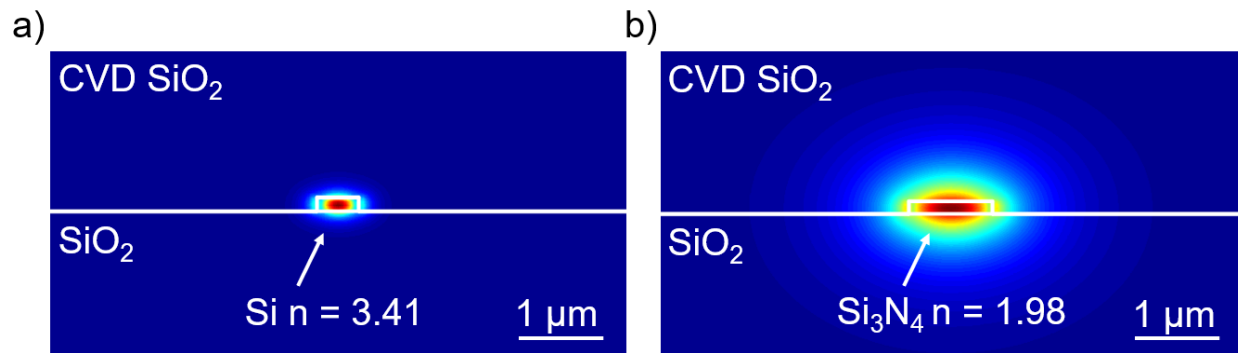 a)
CVD SiO₂
SiO₂
Si n = 3.41
1 μm
b)
CVD SiO₂
SiO₂
Si₃N₄ n = 1.98
1 μm